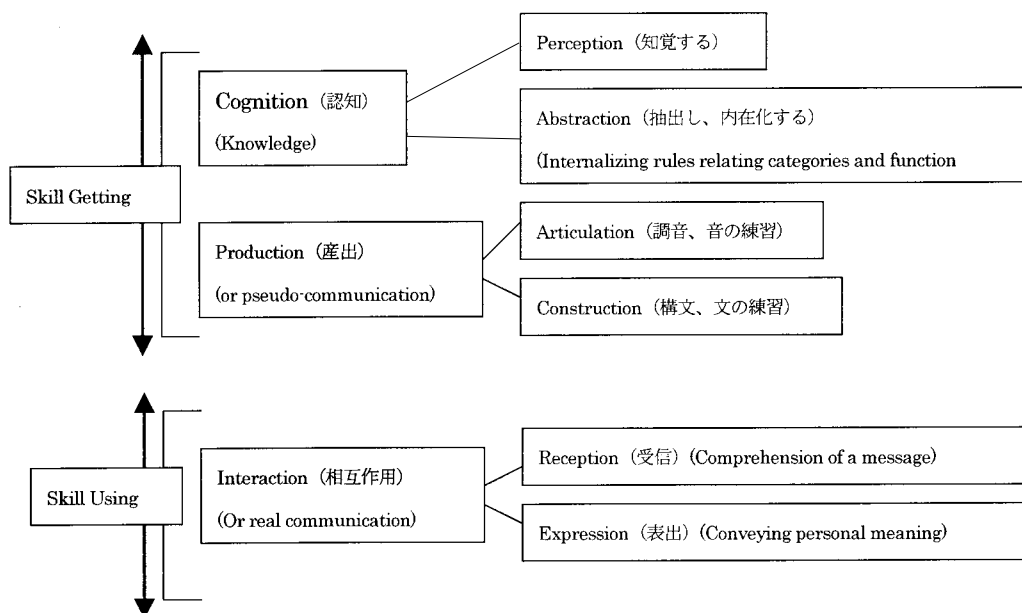 Skill Getting
Cognition（認知）
(Knowledge)
Perception（知覚する）
Abstraction（抽出し、内在化する）
(Internalizing rules relating categories and function
Production（産出）
(or pseudo-communication)
Articulation（調音、音の練習）
Construction（構文、文の練習）
Skill Using
Interaction（相互作用）
(Or real communication)
Reception（受信）(Comprehension of a message)
Expression（表出）(Conveying personal meaning)